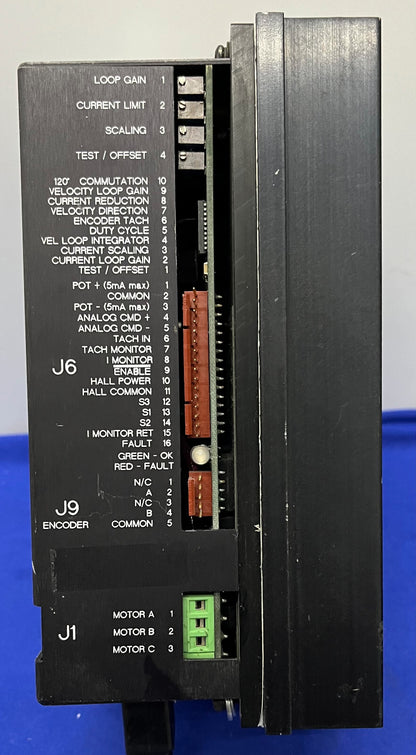 LOOP GAIN 1
CURRENT LIMIT 2
SCALING 3
TEST / OFFSET 4
120° COMMUTATION 10
VELOCITY LOOP GAIN 9
CURRENT REDUCTION 8
VELOCITY DIRECTION 7
ENCODER TACH 6
DUTY CYCLE 5
VEL LOOP INTEGRATOR 4
CURRENT SCALING 3
CURRENT LOOP GAIN 2
TEST / OFFSET 1
POT + (5mA max) 1
COMMON 2
POT - (5mA max) 3
ANALOG CMD + 4
ANALOG CMD - 5
TACH IN 6
TACH MONITOR 7
J6
I MONITOR 8
ENABLE 9
HALL POWER 10
HALL COMMON 11
S3 12
S1 13
S2 14
I MONITOR RET 15
FAULT 16
GREEN - OK
RED - FAULT
N/C 1
A 2
J9
N/C 3
B 4
ENCODER COMMON 5
MOTOR A 1
J1
MOTOR B 2
MOTOR C 3